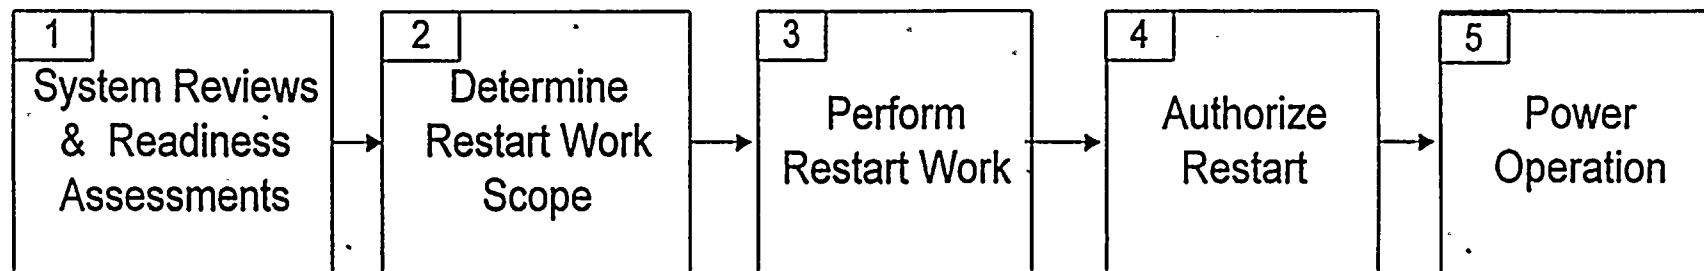 1
System Reviews
& Readiness
Assessments
2
Determine
Restart Work
Scope
3
Perform
Restart Work
4
Authorize
Restart
5
Power
Operation